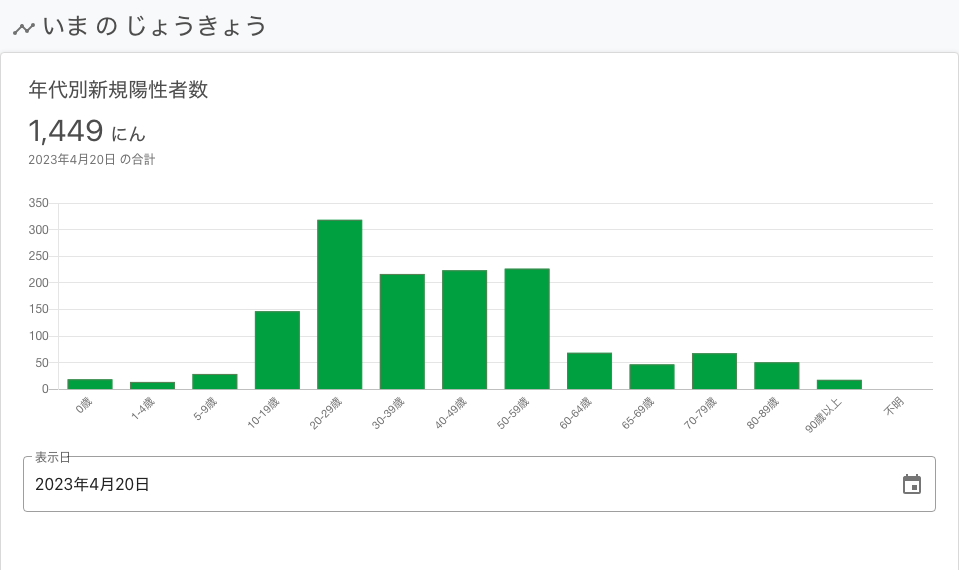 いま の じょうきょう
年代別新規陽性者数
1,449 にん
2023年4月20日 の合計
350
300
250
200
150
100
50
0
0歳
1-4歳
5-9歳
10-19歳
20-29歳
30-39歳
40-49歳
50-59歳
60-64歳
65-69歳
70-79歳
80-89歳
90歳以上
不明
表示日
2023年4月20日